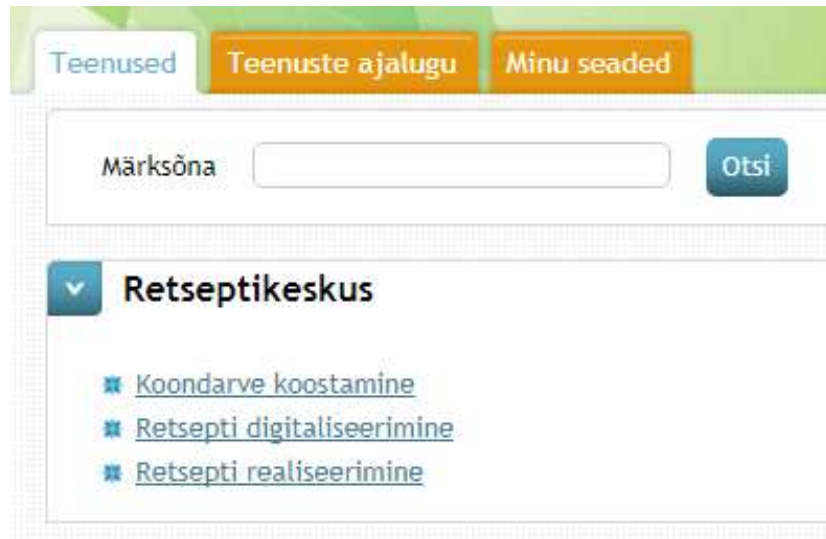 Teenused Teenuste ajalugu Minu seaded
Märksõna Otsi
Retseptikeskus
Koondarve koostamine
Retsepti digitaliseerimine
Retsepti realiseerimine